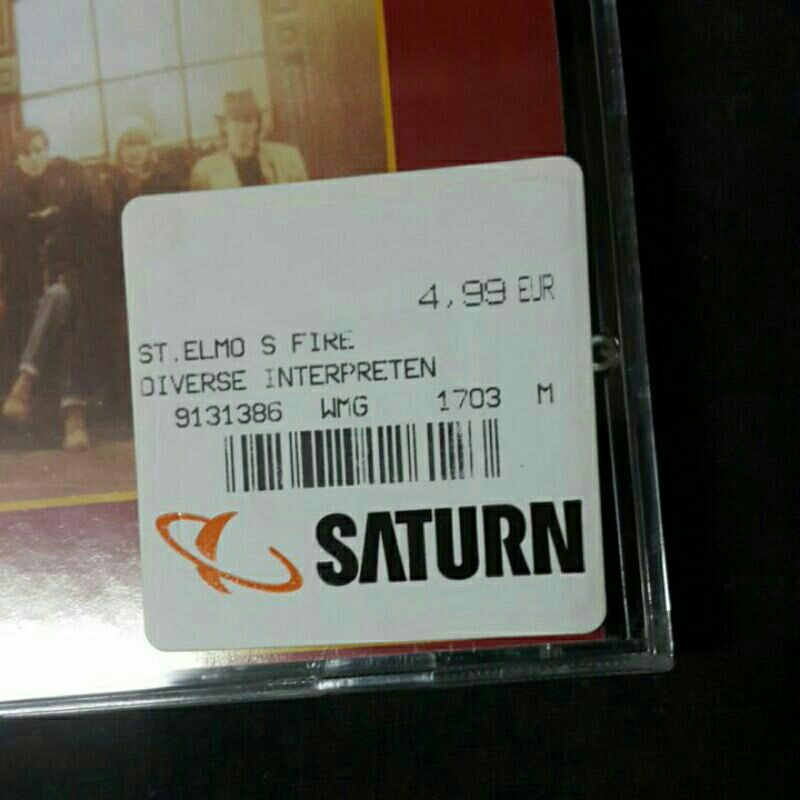 4,99 EUR
ST.ELMO S FIRE
DIVERSE INTERPRETEN
9131386 WMG 1703 M
SATURN